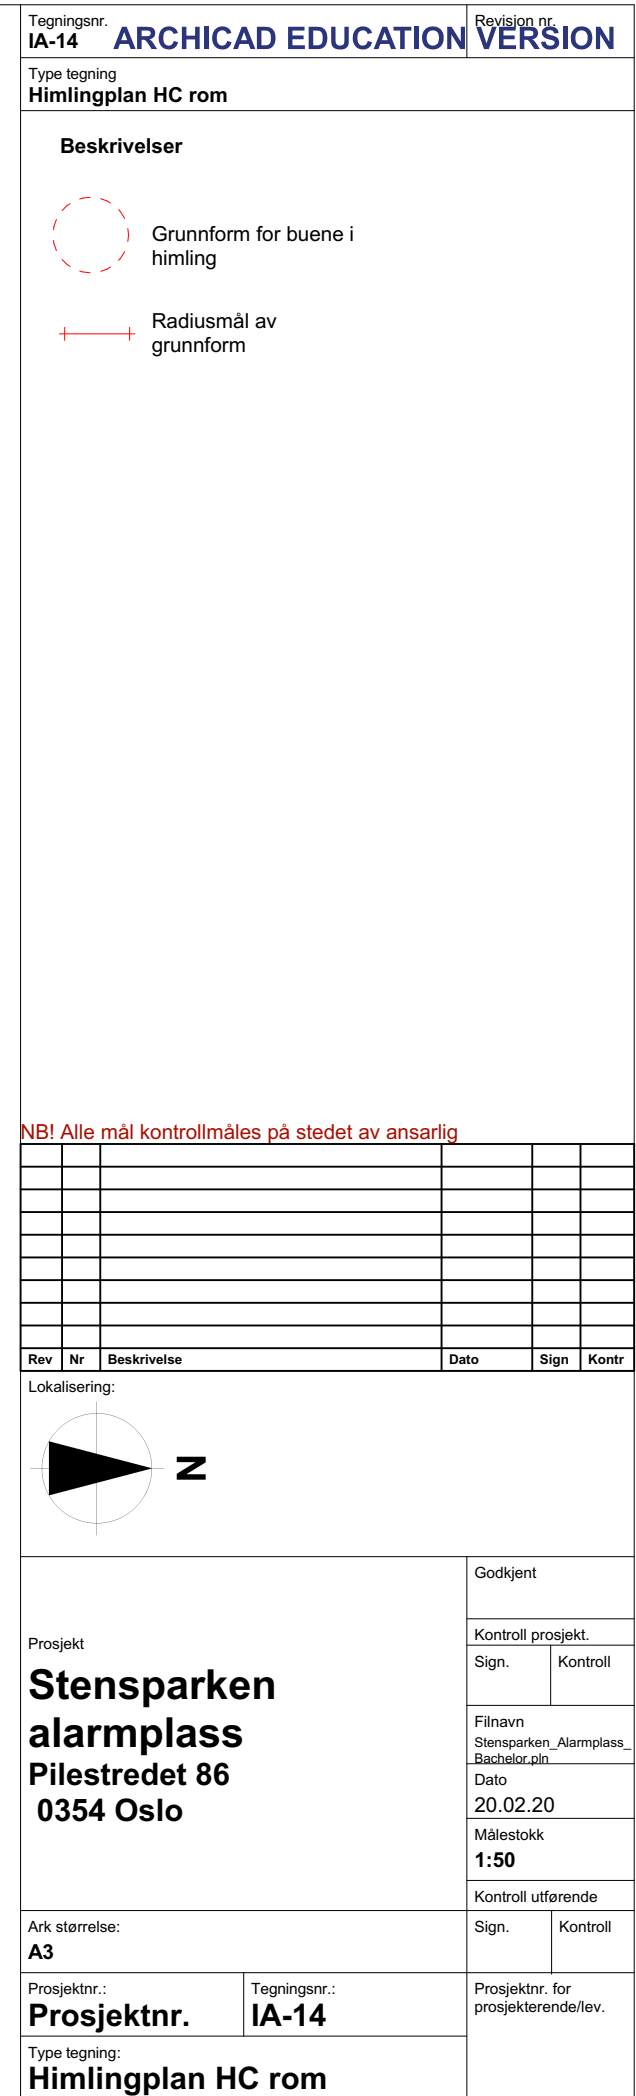 Tegningsnr.
IA-14
ARCHICAD EDUCATION VERSION
Revisjon nr.
Type tegning
Himlingplan HC rom
Beskrivelser
Grunnform for buene i
himling
Radiusmål av
grunnform
NB! Alle mål kontrollmåles på stedet av ansarlig
Rev Nr Beskrivelse Dato Sign Kontr
Lokalisering:
N
Godkjent
Kontroll prosjekt.
Sign. Kontroll
Prosjekt
Stensparken
alarmplass
Pilestredet 86
0354 Oslo
Filnavn
Stensparken_Alarmplass_
Bachelor.pln
Dato
20.02.20
Målestokk
1:50
Kontroll utførende
Sign. Kontroll
Ark størrelse:
A3
Prosjektnr.:
Prosjektnr.
Tegningsnr.:
IA-14
Prosjektnr. for
prosjekterende/lev.
Type tegning:
Himlingplan HC rom